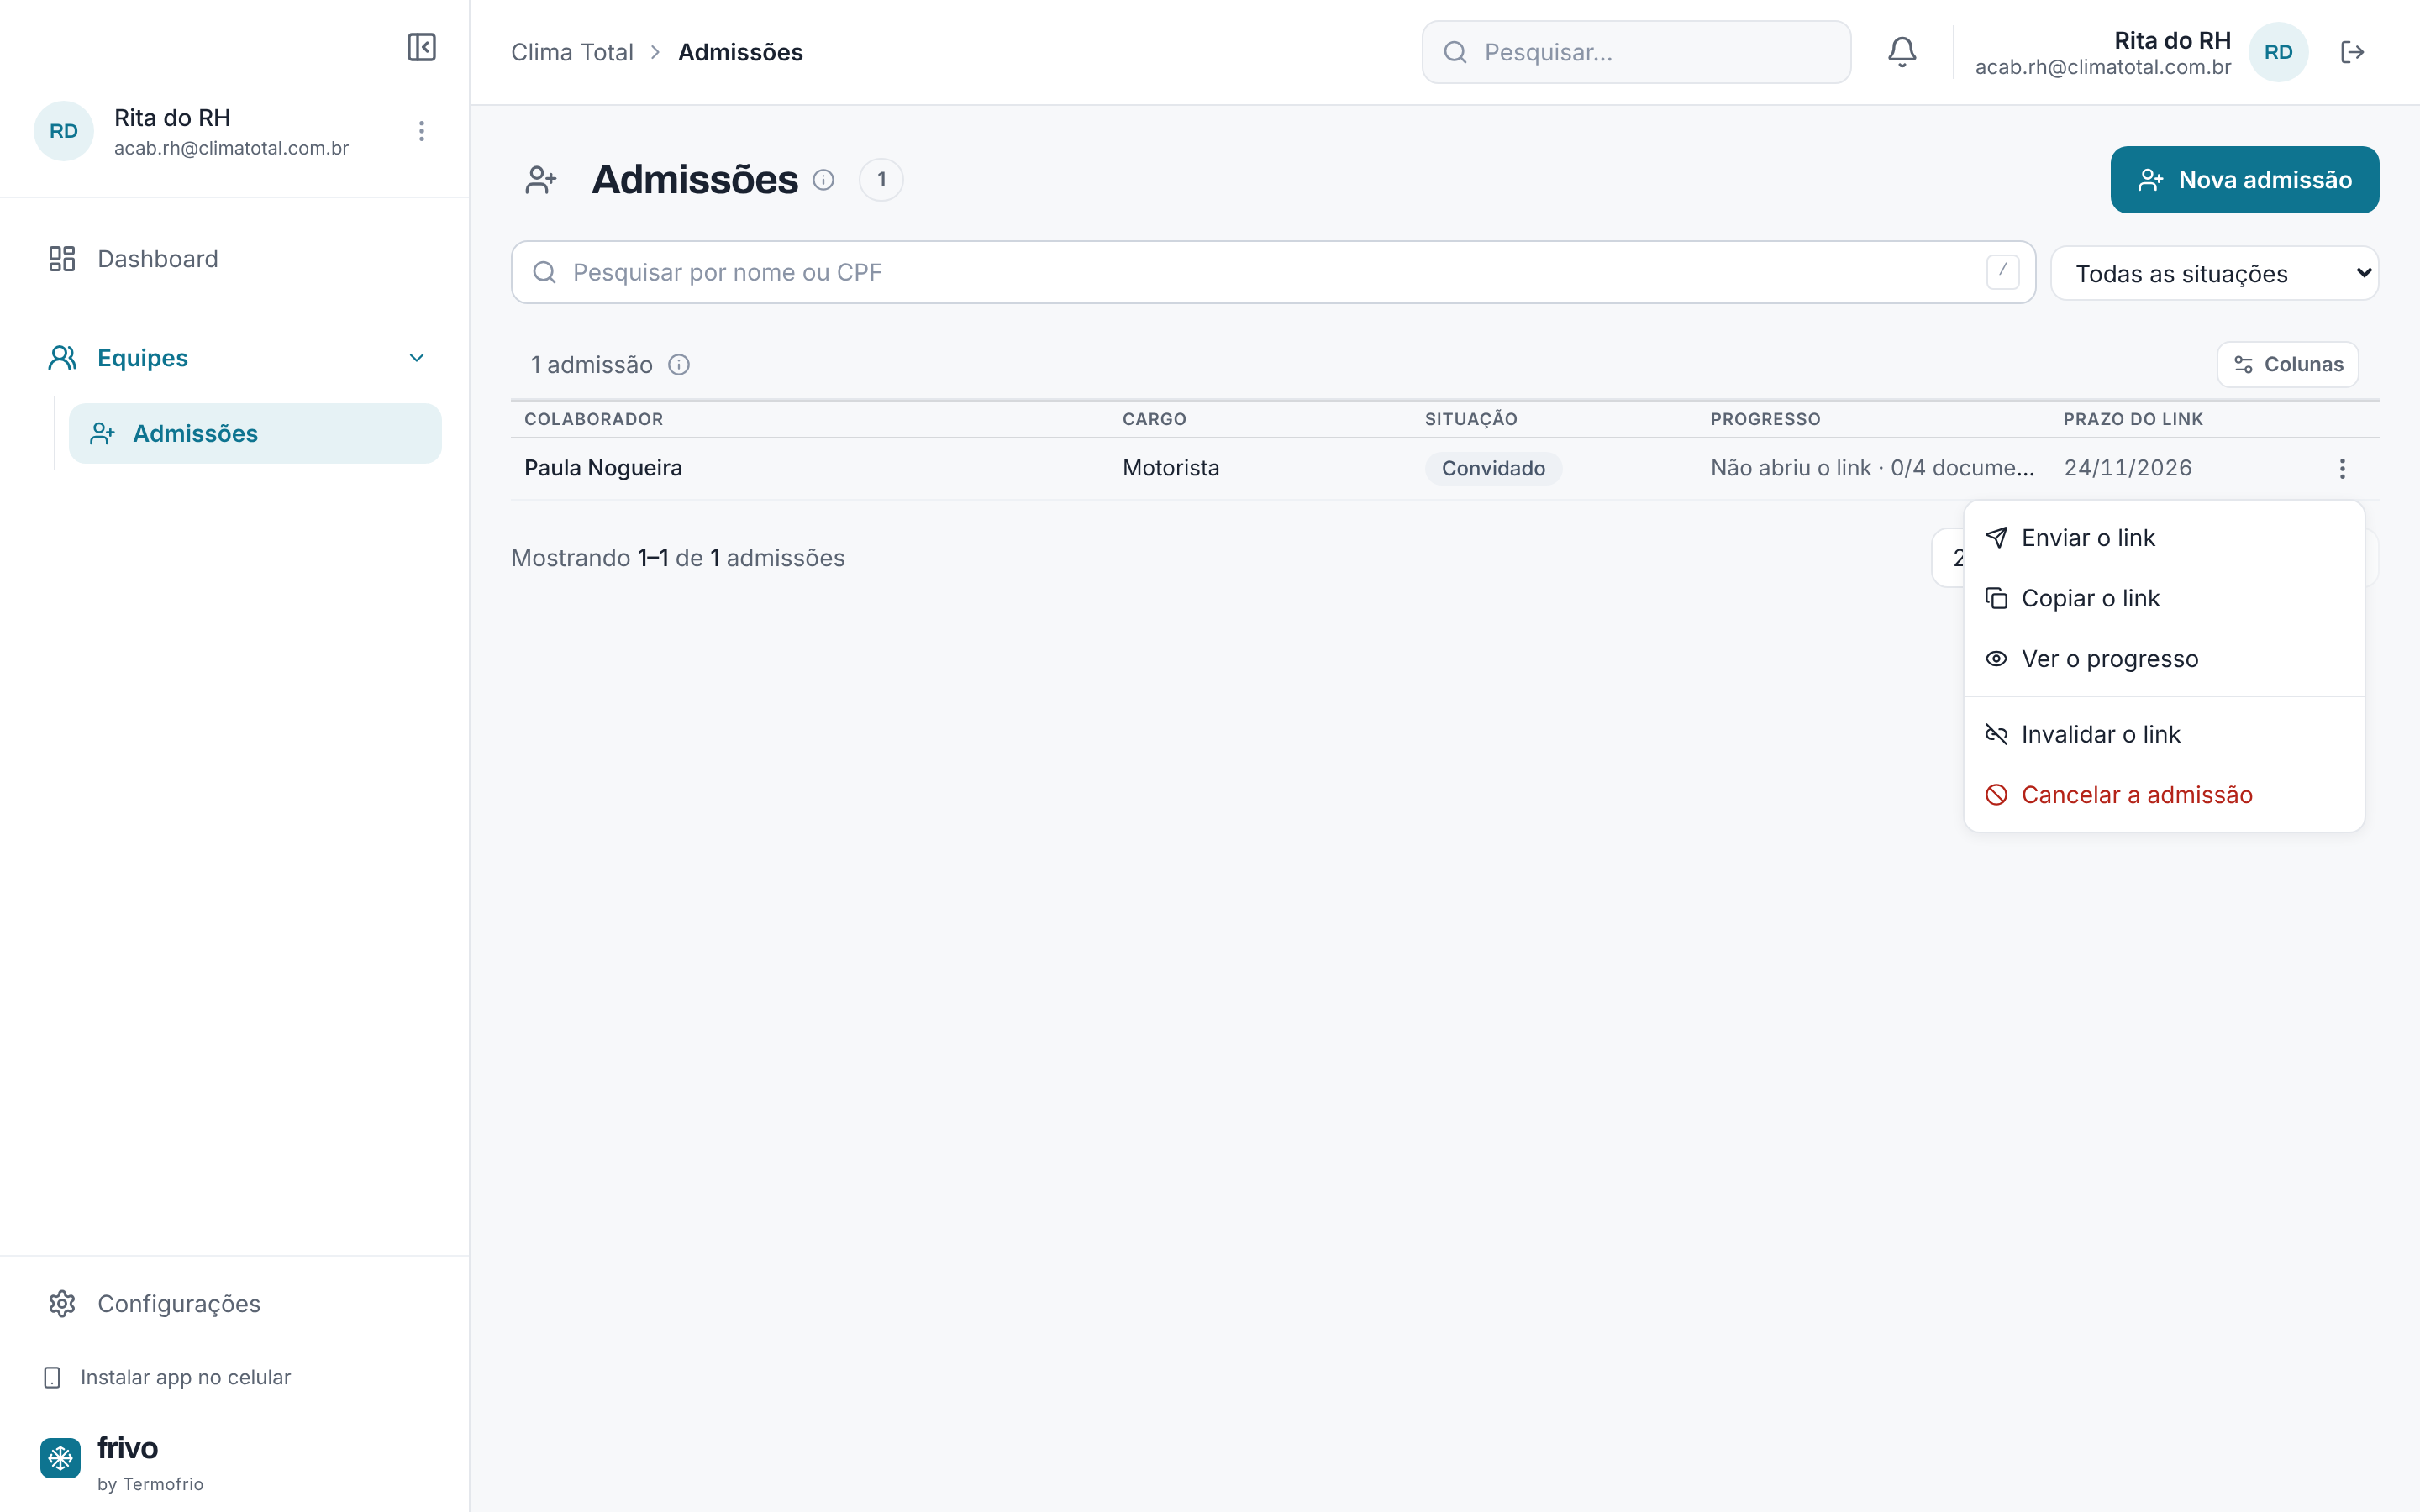 Clima Total > Admissões
Pesquisar...
Rita do RH
acab.rh@climatotal.com.br
RD
RD
Rita do RH
acab.rh@climatotal.com.br
Dashboard
Equipes
Admissões
Admissões
1
Nova admissão
Pesquisar por nome ou CPF
/
Todas as situações
1 admissão
Colunas
COLABORADOR CARGO SITUAÇÃO PROGRESSO PRAZO DO LINK
Paula Nogueira Motorista Convidado Não abriu o link · 0/4 docume... 24/11/2026
Mostrando 1–1 de 1 admissões
Enviar o link
Copiar o link
Ver o progresso
Invalidar o link
Cancelar a admissão
Configurações
Instalar app no celular
frivo
by Termofrio